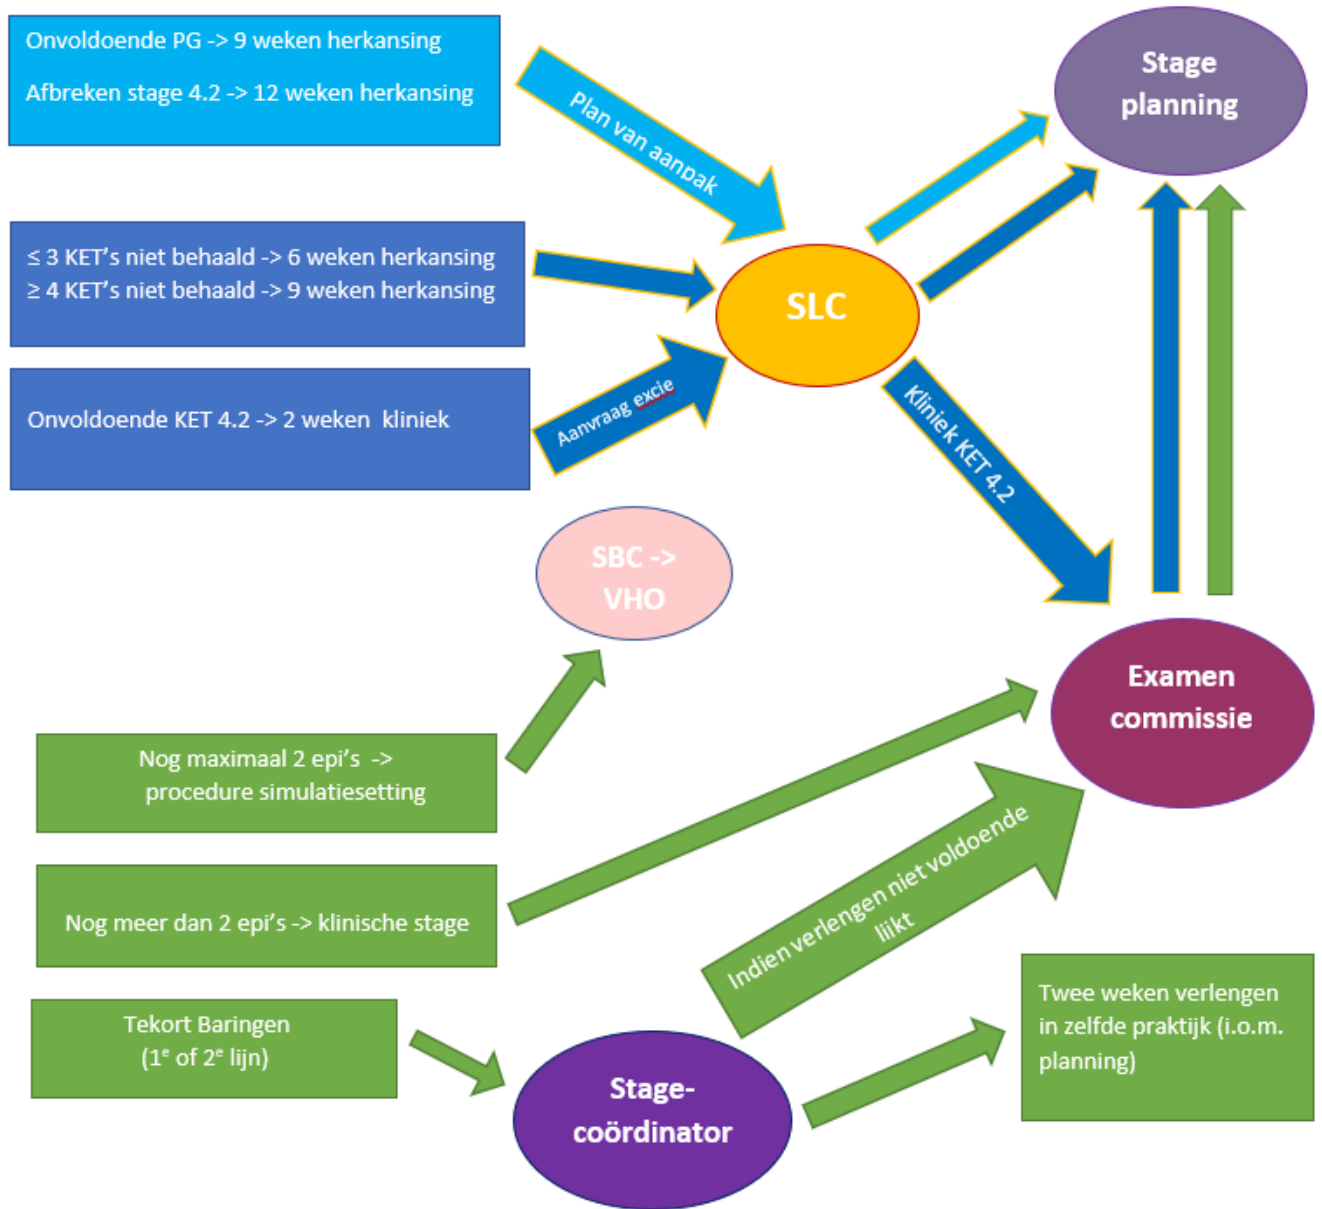 Onvoldoende PG -> 9 weken herkansing
Afbreken stage 4.2 -> 12 weken herkansing
Plan van aanpak
Stage
planning
≤ 3 KET's niet behaald -> 6 weken herkansing
≥ 4 KET's niet behaald -> 9 weken herkansing
SLC
Onvoldoende KET 4.2 -> 2 weken kliniek
Aanvraag excie
Kliniek KET 4.2
SBC ->
VHO
Examen
commissie
Nog maximaal 2 epi's ->
procedure simulatiesetting
Nog meer dan 2 epi's -> klinische stage
Indien verlengen niet voldoende
lijkt
Tekort Baringen
(1e of 2e lijn)
Stage-
coördinator
Twee weken verlengen
in zelfde praktijk (i.o.m.
planning)